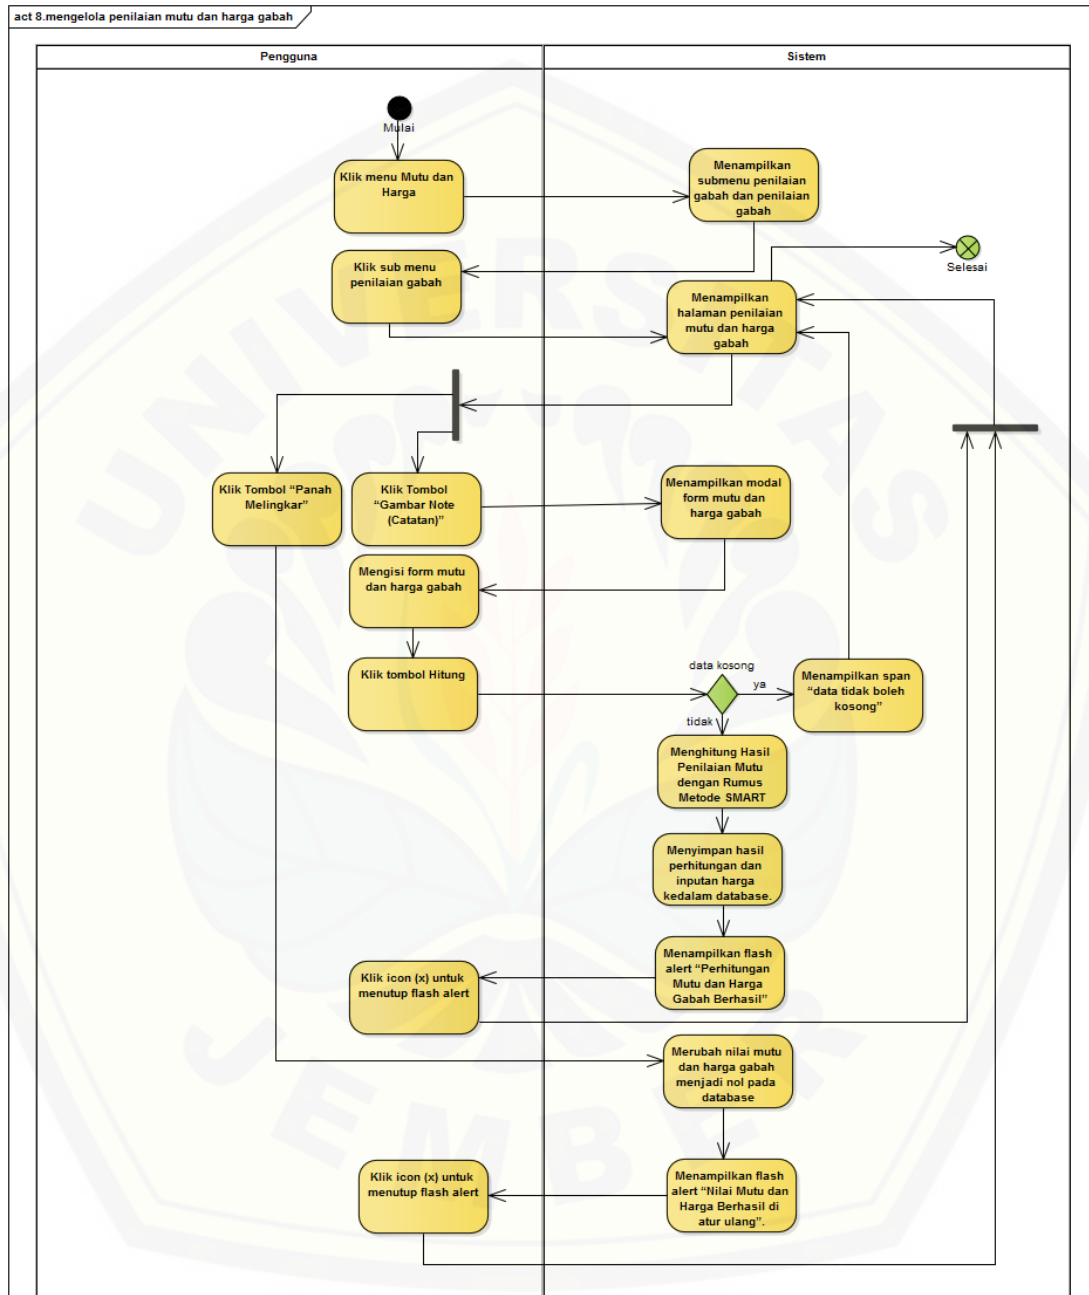 act 8.mengelola penilaian mutu dan harga gabah
Pengguna
Sistem
Mulai
Klik menu Mutu dan
Harga
Menampilkan
submenu penilaian
gabah dan penilaian
gabah
Selesai
Klik sub menu
penilaian gabah
Menampilkan
halaman penilaian
mutu dan harga
gabah
Klik Tombol “Panah
Melingkar”
Klik Tombol
“Gambar Note
(Catatan)”
Menampilkan modal
form mutu dan
harga gabah
Mengisi form mutu
dan harga gabah
Klik tombol Hitung
data kosong
ya
tidak
Menampilkan span
“data tidak boleh
kosong”
Menghitung Hasil
Penilaian Mutu
dengan Rumus
Metode SMART
Menyimpan hasil
perhitungan dan
inputan harga
kedalam database.
Menampilkan flash
alert “Perhitungan
Mutu dan Harga
Gabah Berhasil”
Klik icon (x) untuk
menutup flash alert
Merubah nilai mutu
dan harga gabah
menjadi nol pada
database
Menampilkan flash
alert “Nilai Mutu dan
Harga Berhasil di
atur ulang”.
Klik icon (x) untuk
menutup flash alert
UNIVERSITAS
JEMBER